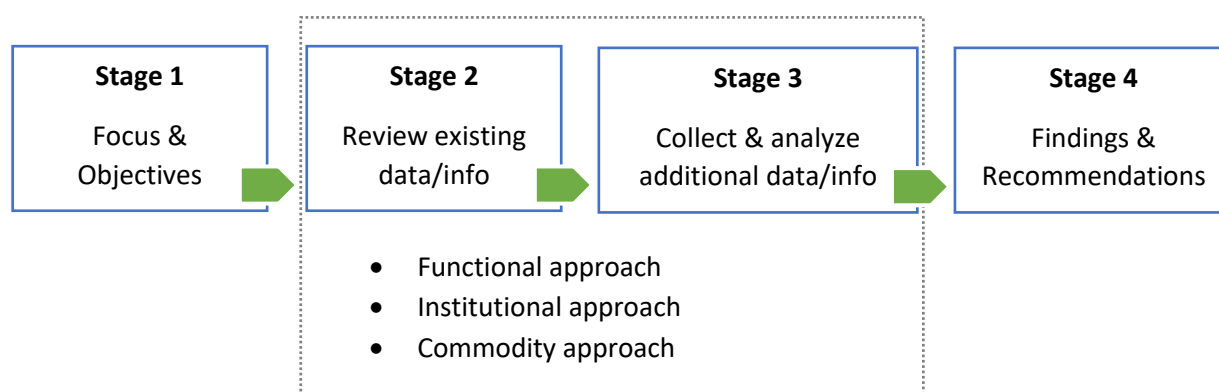 Stage 1
Focus &
Objectives
Stage 2
Review existing
data/info
Stage 3
Collect & analyze
additional data/info
Stage 4
Findings &
Recommendations
• Functional approach
• Institutional approach
• Commodity approach